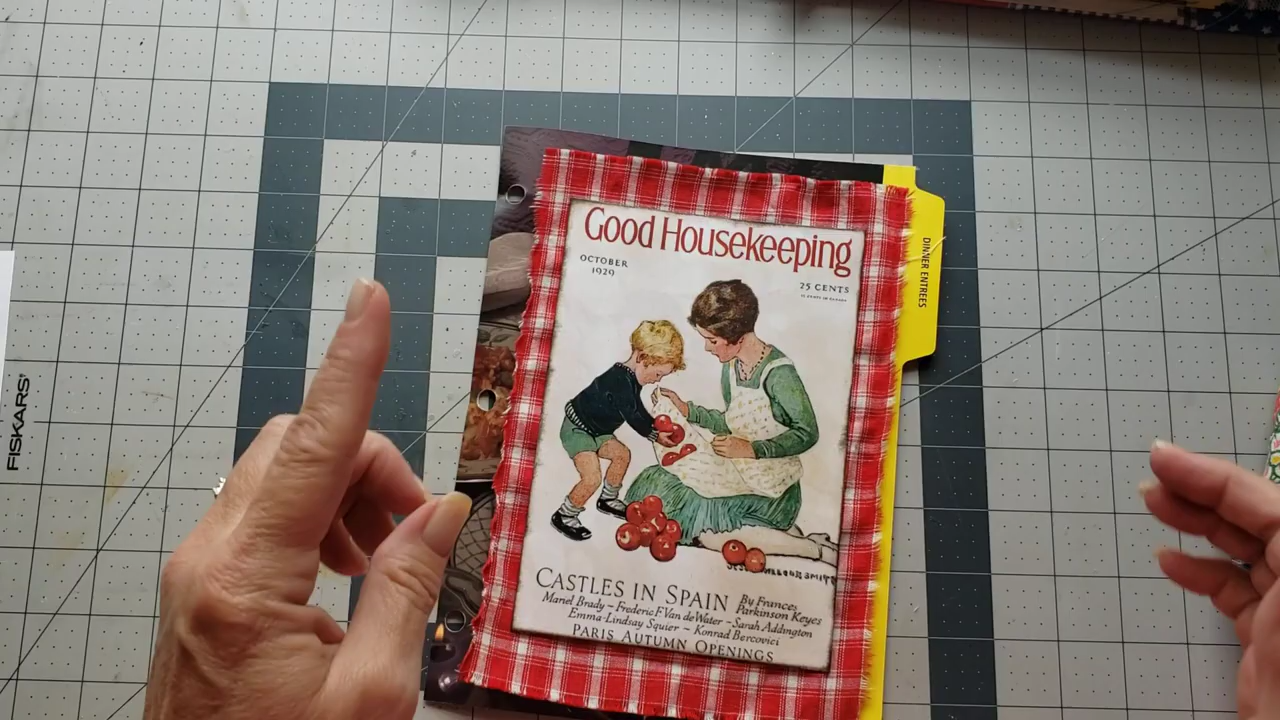 Good Housekeeping
OCTOBER
1929
25 CENTS
CASTLES IN SPAIN By Frances
Parkinson Keyes
Mariel Brady – Frederic F. Van de Water – Sarah Addington
Emma-Lindsay Squier – Konrad Bercovici
PARIS AUTUMN OPENINGS
DINNER ENTREES
FISKARS